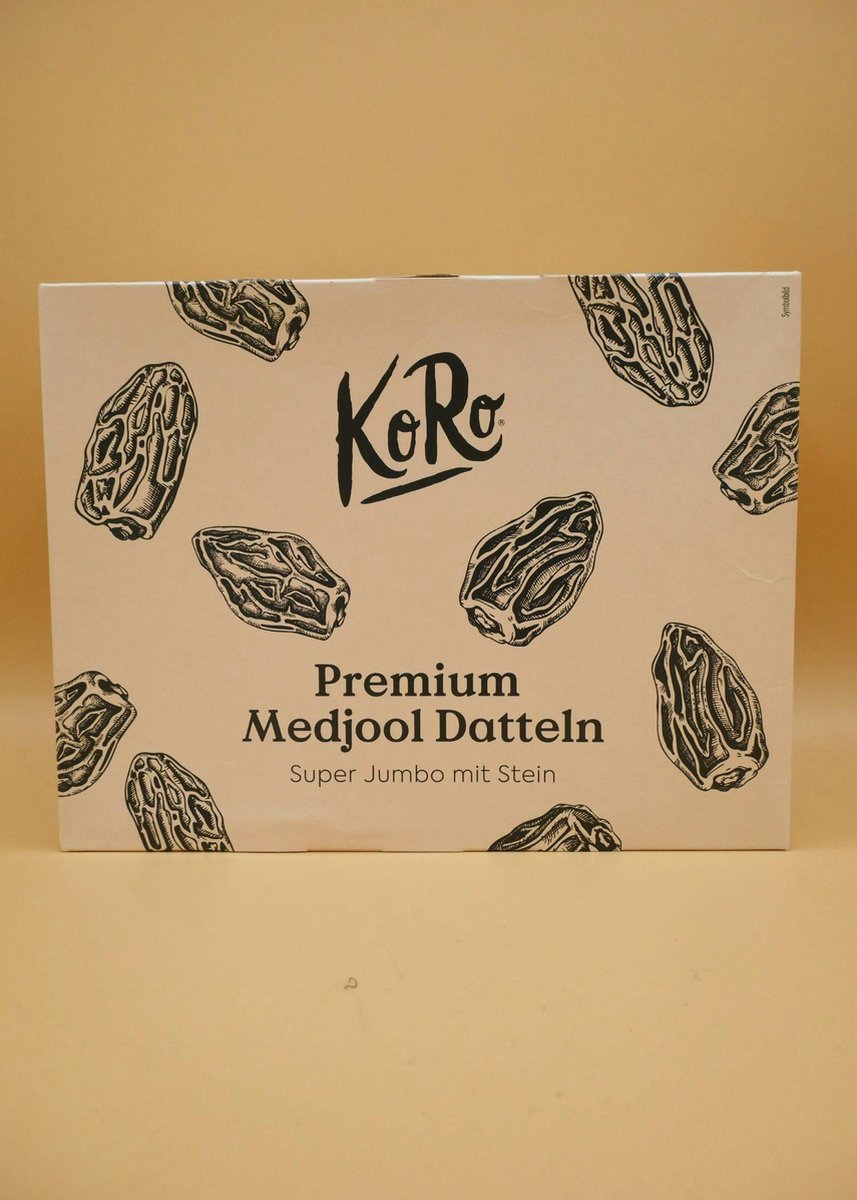 Symbolbild
KoRo®
Premium
Medjool Datteln
Super Jumbo mit Stein